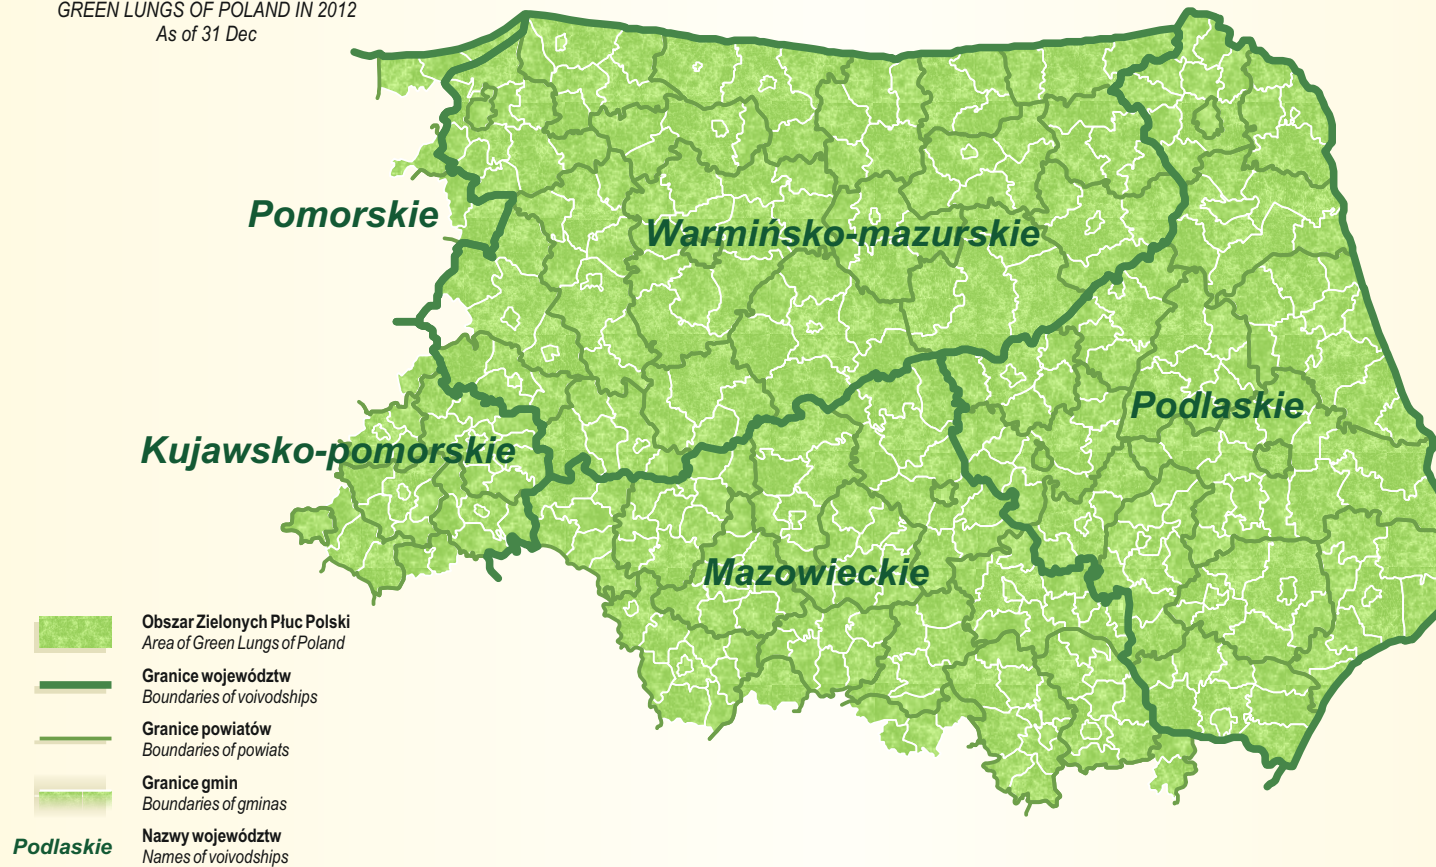 GREEN LUNGS OF POLAND IN 2012
As of 31 Dec
Pomorskie
Warmińsko-mazurskie
Podlaskie
Kujawsko-pomorskie
Mazowieckie
Obszar Zielonych Płuc Polski
Area of Green Lungs of Poland
Granice województw
Boundaries of voivodships
Granice powiatów
Boundaries of powiats
Granice gmin
Boundaries of gminas
Podlaskie
Nazwy województw
Names of voivodships